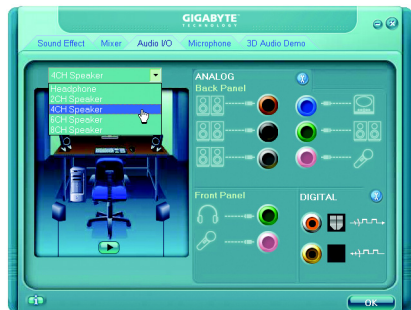 GIGABYTE
TECHNOLOGY
Sound Effect Mixer Audio I/O Microphone 3D Audio Demo
4CH Speaker
Headphone
2CH Speaker
4CH Speaker
6CH Speaker
8CH Speaker
ANALOG
Back Panel
Front Panel
DIGITAL
OK